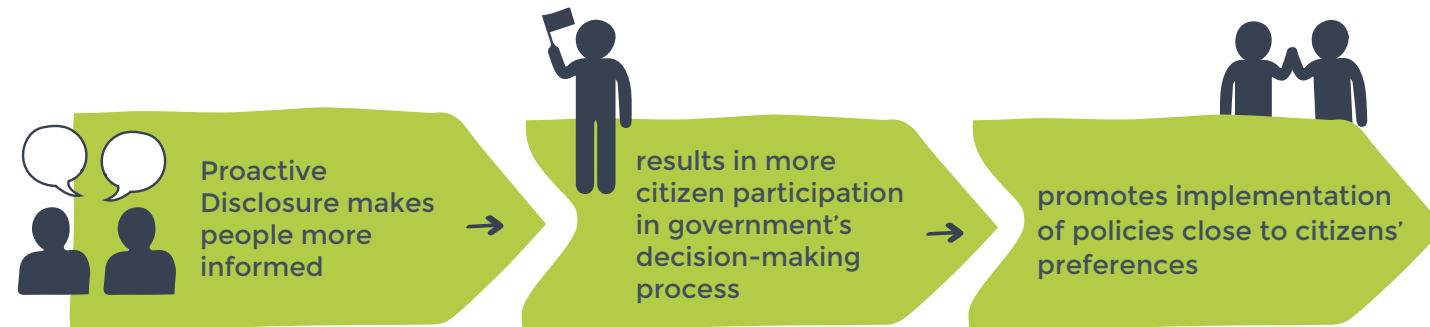 Proactive
Disclosure makes
people more
informed
results in more
citizen participation
in government's
decision-making
process
promotes implementation
of policies close to citizens'
preferences